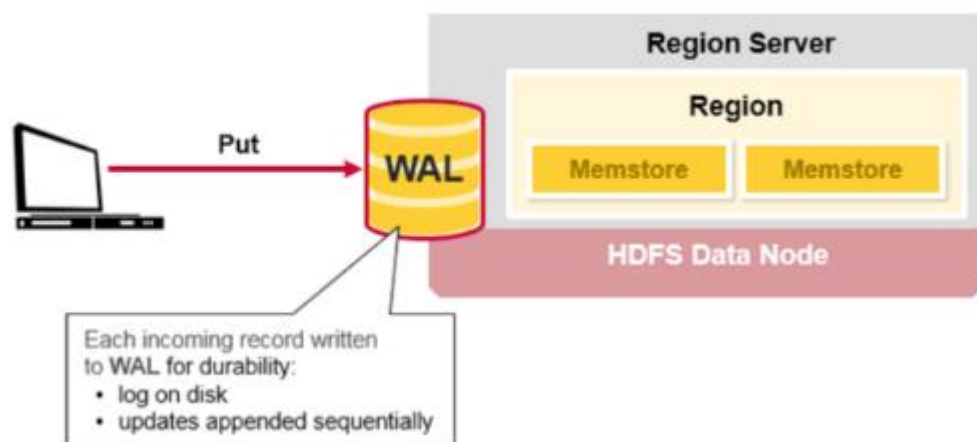 Region Server
Region
Put
WAL
Memstore
Memstore
HDFS Data Node
Each incoming record written
to WAL for durability:
• log on disk
• updates appended sequentially